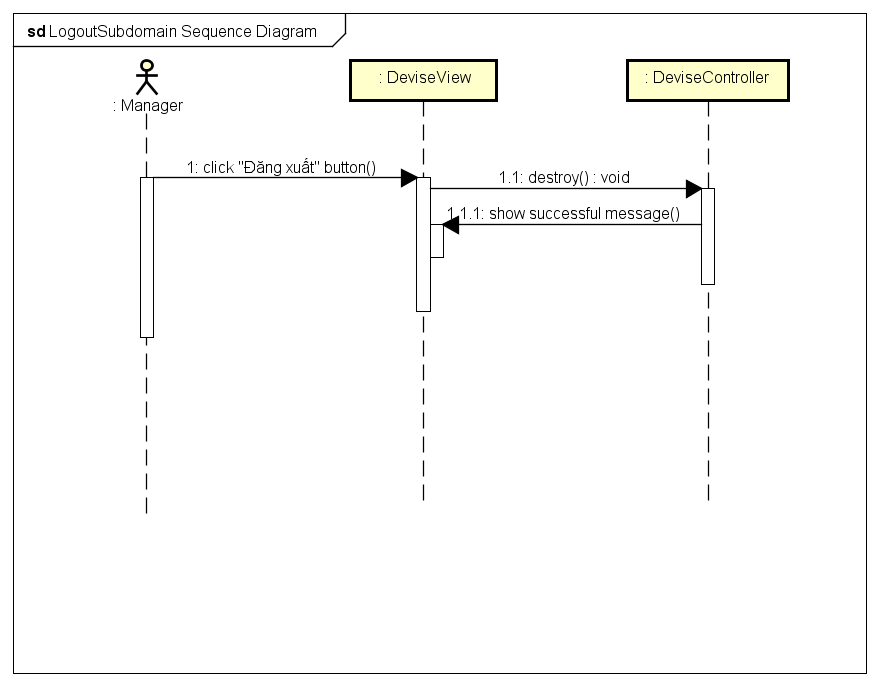 sd LogoutSubdomain Sequence Diagram
: Manager
: DeviseView
: DeviseController
1: click "Đăng xuất" button()
1.1: destroy() : void
1.1.1: show successful message()